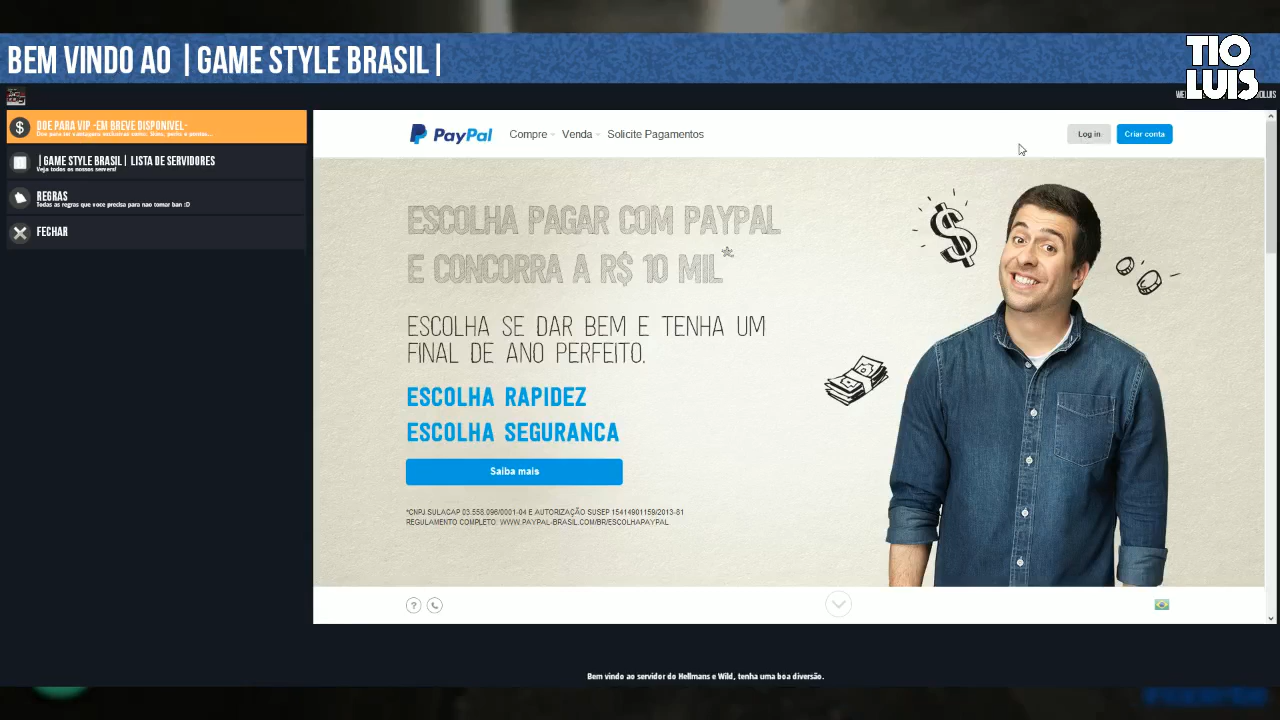 BEM VINDO AO |GAME STYLE BRASIL|
TIO
LUIS
DOE PARA VIP -EM BREVE DISPONIVEL-
|GAME STYLE BRASIL| LISTA DE SERVIDORES
Veja todos os nossos servers!
REGRAS
Todas as regras que voce precisa para nao tomar ban :D
FECHAR
PayPal Compre Venda Solicite Pagamentos Log in Criar conta
ESCOLHA PAGAR COM PAYPAL
E CONCORRA A R$ 10 MIL*
ESCOLHA SE DAR BEM E TENHA UM
FINAL DE ANO PERFEITO.
ESCOLHA RAPIDEZ
ESCOLHA SEGURANCA
Saiba mais
*CNPJ SULACAP 03.558.096/0001-04 E AUTORIZAÇÃO SUSEP 15414901159/2013-81
REGULAMENTO COMPLETO: WWW.PAYPAL-BRASIL.COM/BR/ESCOLHAPAYPAL
Bem vindo ao servidor do Hellmans e Wild, tenha uma boa diversão.